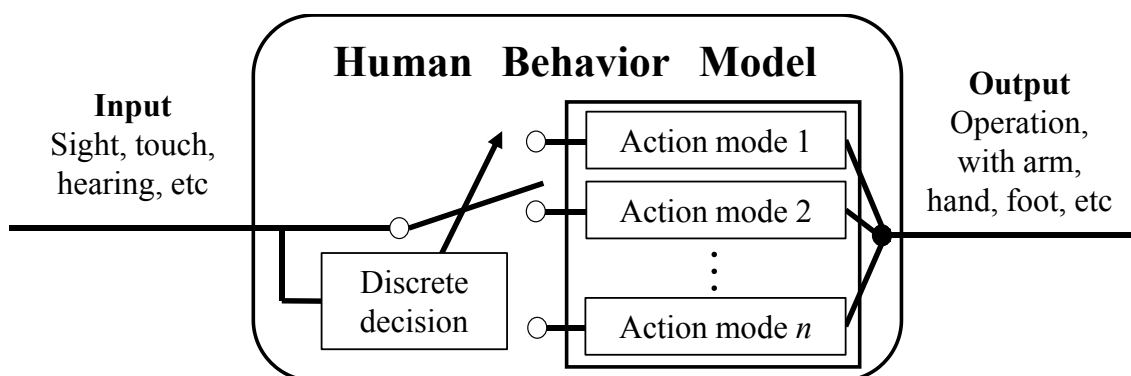 Human Behavior Model
Input
Sight, touch,
hearing, etc
Discrete
decision
Action mode 1
Action mode 2
⋮
Action mode n
Output
Operation,
with arm,
hand, foot, etc